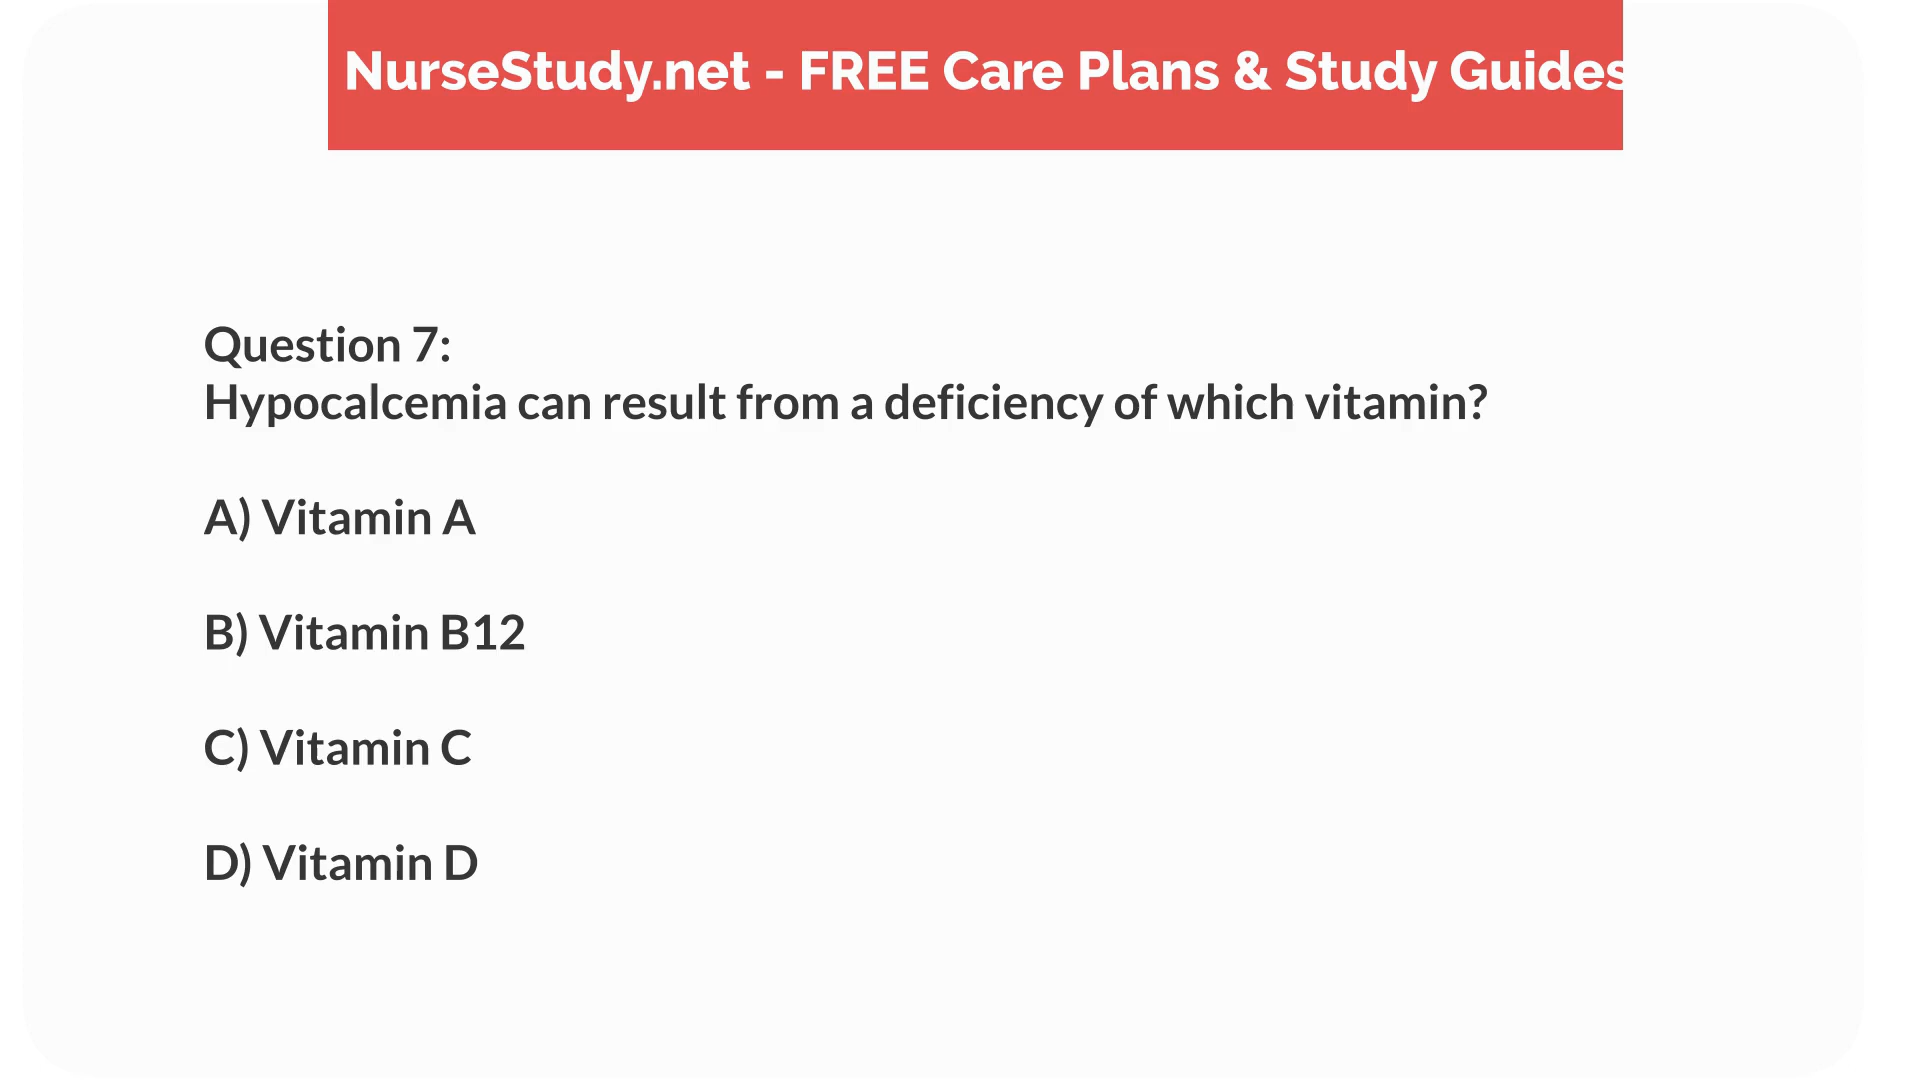 NurseStudy.net - FREE Care Plans & Study Guides
Question 7:
Hypocalcemia can result from a deficiency of which vitamin?
A) Vitamin A
B) Vitamin B12
C) Vitamin C
D) Vitamin D